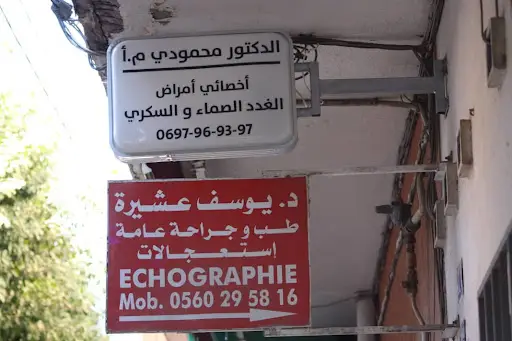 الدكتور محمودي م.أ
أخصائي أمراض
الغدد الصماء و السكري
0697-96-93-97
د. يوسف عشيرة
طب وجراحة عامة
إستعجالات
ECHOGRAPHIE
Mob. 0560 29 58 16